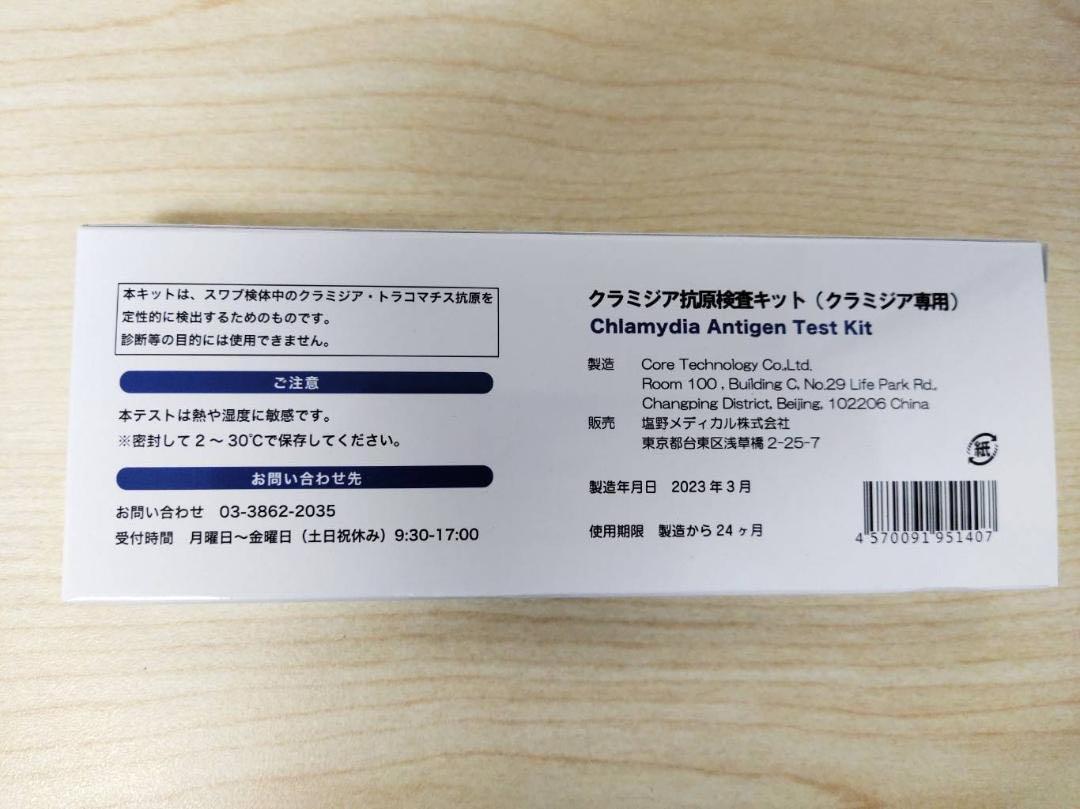 本キットは、スワブ検体中のクラミジア・トラコマチス抗原を
定性的に検出するためのものです。
診断等の目的には使用できません。
ご注意
本テストは熱や湿度に敏感です。
※密封して2～30℃で保存してください。
お問い合わせ先
お問い合わせ 03-3862-2035
受付時間 月曜日～金曜日（土日祝休み）9:30-17:00
クラミジア抗原検査キット（クラミジア専用）
Chlamydia Antigen Test Kit
製造 Core Technology Co.,Ltd.
Room 100 , Building C, No.29 Life Park Rd.,
Changping District, Beijing, 102206 China
販売 塩野メディカル株式会社
東京都台東区浅草橋 2-25-7
紙
製造年月日 2023年3月
使用期限 製造から24ヶ月
4 570091 951407